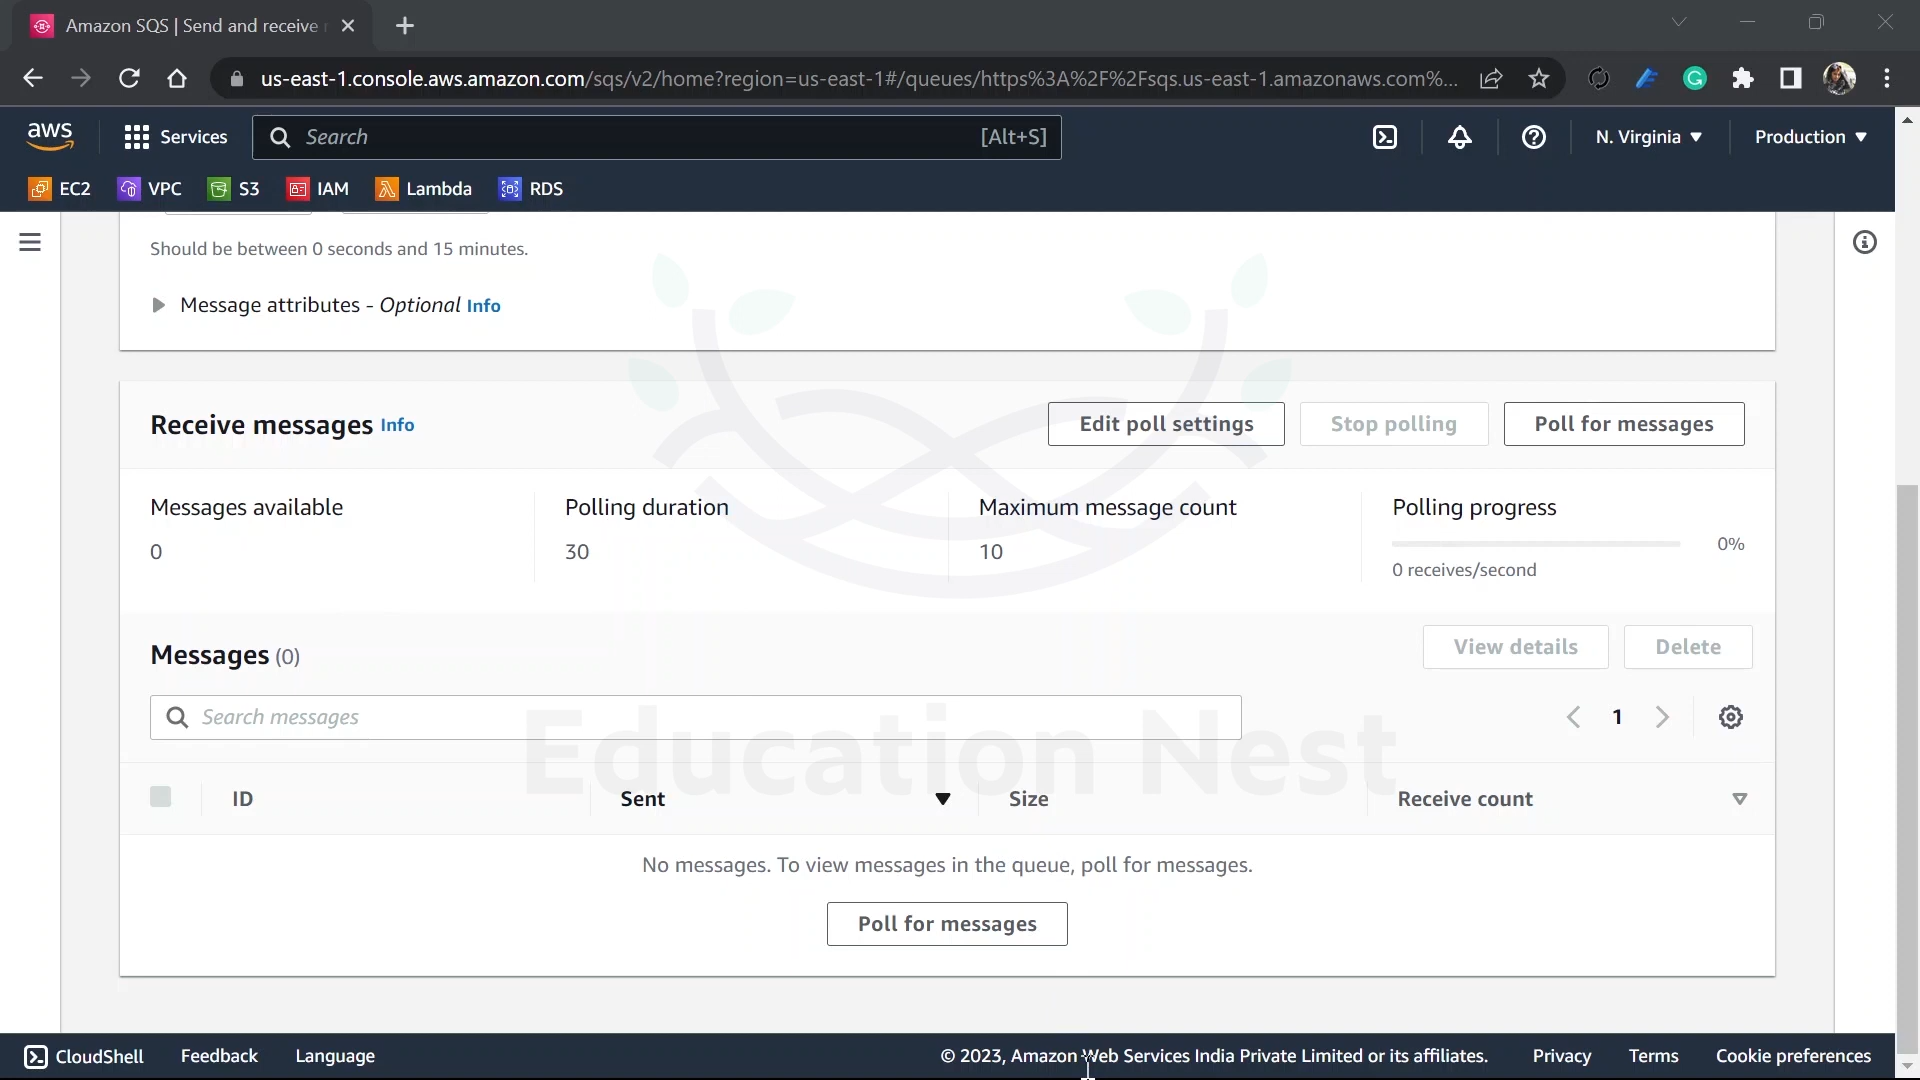 Amazon SQS | Send and receive
us-east-1.console.aws.amazon.com/sqs/v2/home?region=us-east-1#/queues/https%3A%2F%2Fsqs.us-east-1.amazonaws.com%...
aws Services Search [Alt+S] N. Virginia Production
EC2 VPC S3 IAM Lambda RDS
Should be between 0 seconds and 15 minutes.
Message attributes - Optional Info
Receive messages Info Edit poll settings Stop polling Poll for messages
Messages available Polling duration Maximum message count Polling progress
0 30 10 0%
0 receives/second
Messages (0) View details Delete
Search messages 1
Education Nest
ID Sent Size Receive count
No messages. To view messages in the queue, poll for messages.
Poll for messages
CloudShell Feedback Language © 2023, Amazon Web Services India Private Limited or its affiliates. Privacy Terms Cookie preferences